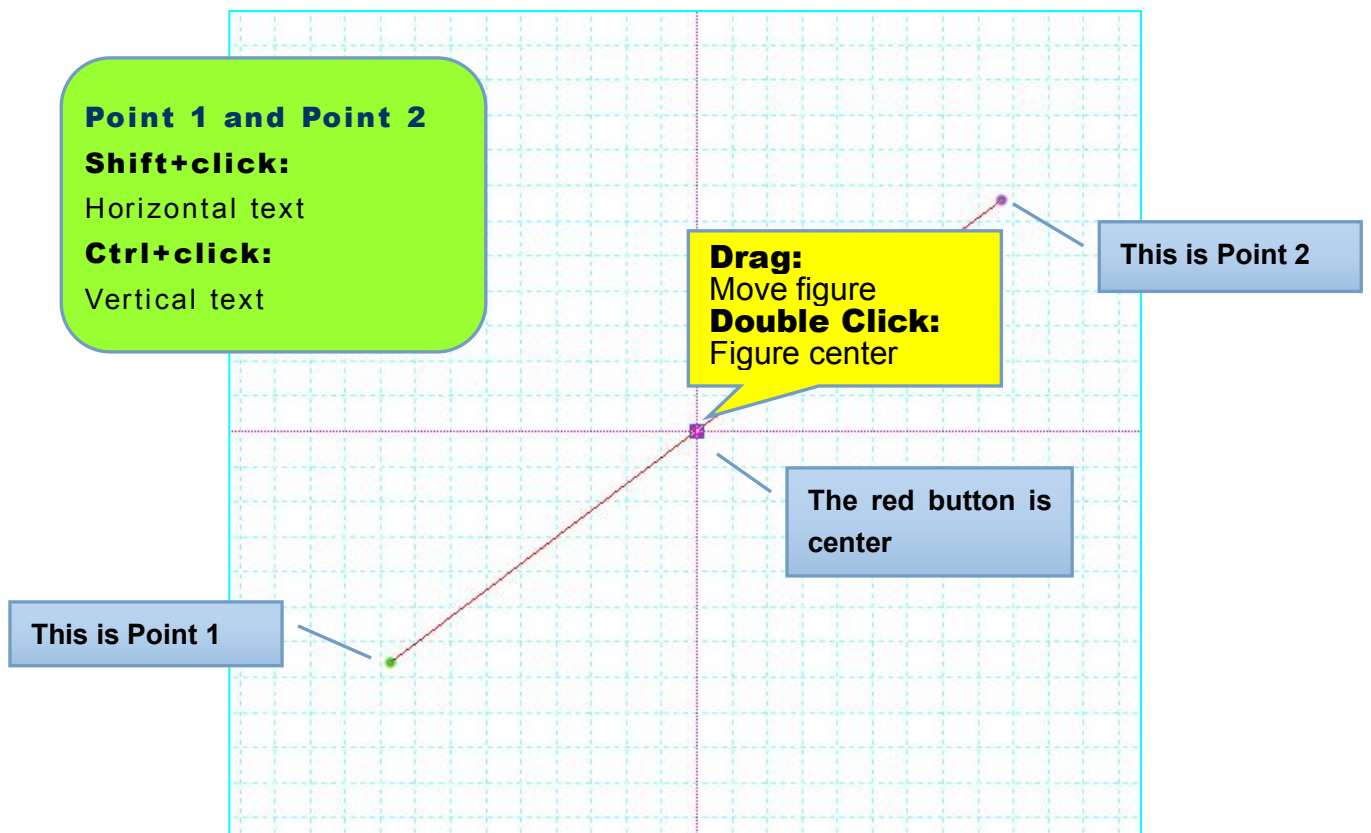 Point 1 and Point 2
Shift+click:
Horizontal text
Ctrl+click:
Vertical text
Drag:
Move figure
Double Click:
Figure center
This is Point 2
The red button is
center
This is Point 1